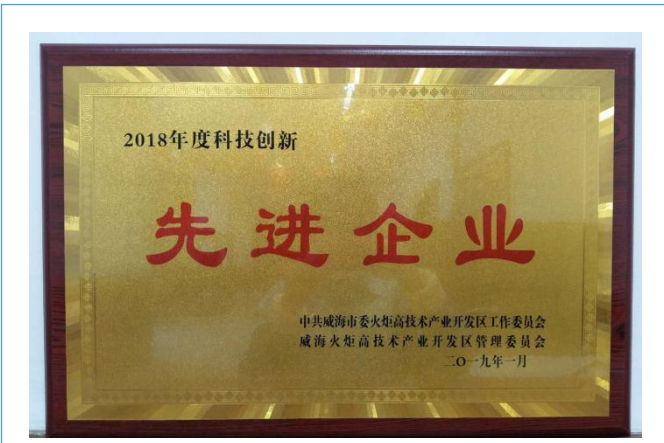 2018年度科技创新
先进企业
中共威海市委火炬高技术产业开发区工作委员会
威海火炬高技术产业开发区管理委员会
二〇一九年一月